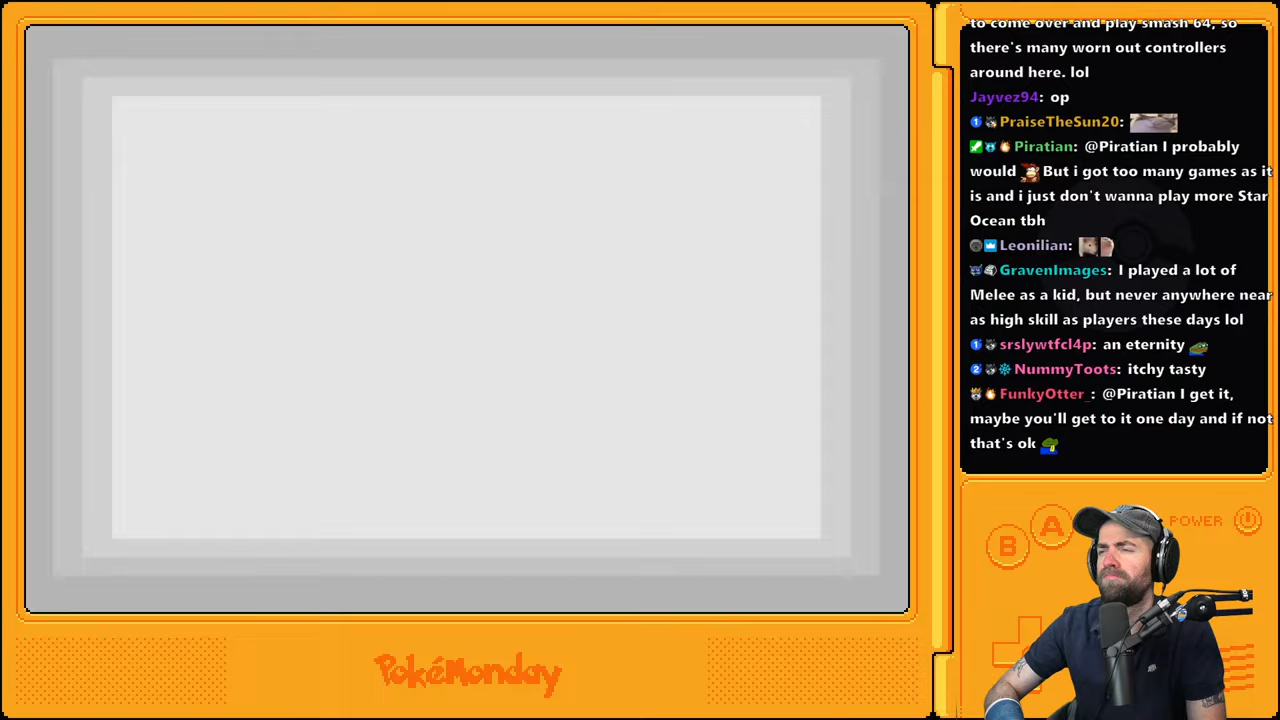 to come over and play smash 64, so
there's many worn out controllers
around here. lol
Jayvez94: op
PraiseTheSun20:
Piratian: @Piratian I probably
would But i got too many games as it
is and i just don't wanna play more Star
Ocean tbh
Leonilian:
GravenImages: I played a lot of
Melee as a kid, but never anywhere near
as high skill as players these days lol
srslywtfcl4p: an eternity
NummyToots: itchy tasty
FunkyOtter_: @Piratian I get it,
maybe you'll get to it one day and if not
that's ok
B A POWER
PokéMonday